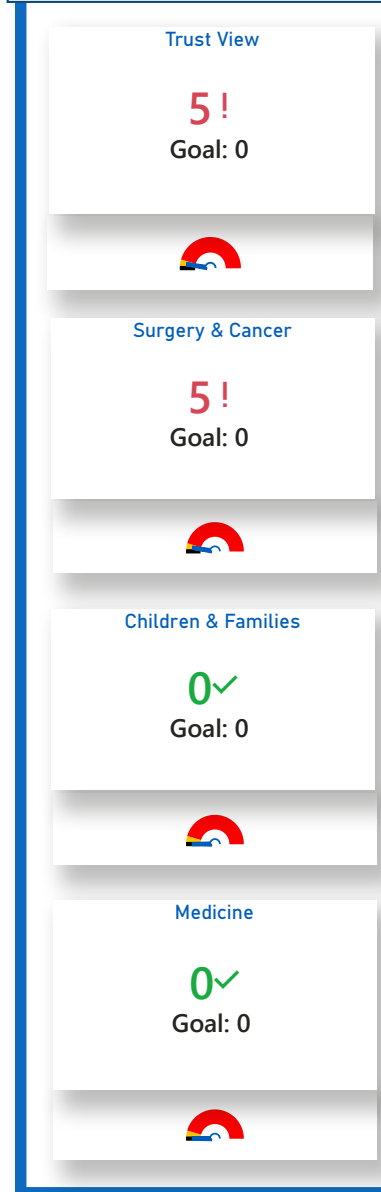 Trust View
5!
Goal: 0
Surgery & Cancer
5!
Goal: 0
Children & Families
0✓
Goal: 0
Medicine
0✓
Goal: 0